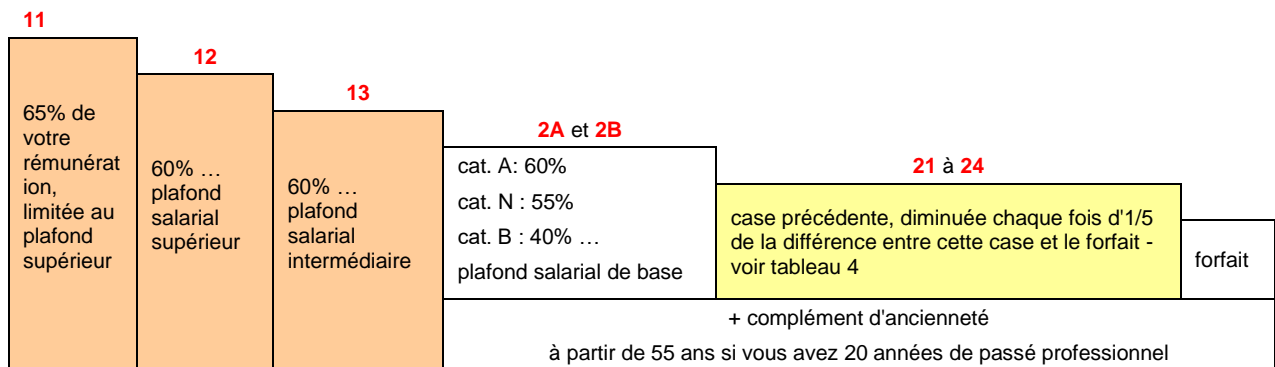 11
65% de
votre
rémunérat
ion,
limitée au
plafond
supérieur
12
60% …
plafond
salarial
supérieur
13
60% …
plafond
salarial
intermédiaire
2A et 2B
cat. A: 60%
cat. N : 55%
cat. B : 40% …
plafond salarial de base
21 à 24
case précédente, diminuée chaque fois d'1/5
de la différence entre cette case et le forfait -
voir tableau 4
forfait
+ complément d'ancienneté
à partir de 55 ans si vous avez 20 années de passé professionnel